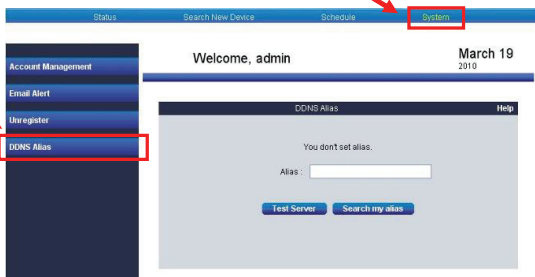 Status Search New Device Schedule System
Welcome, admin
March 19
2010
Account Management
Email Alert
Unregister
DDNS Alias
DDNS Alias Help
You don't set alias.
Alias :
Test Server Search my alias